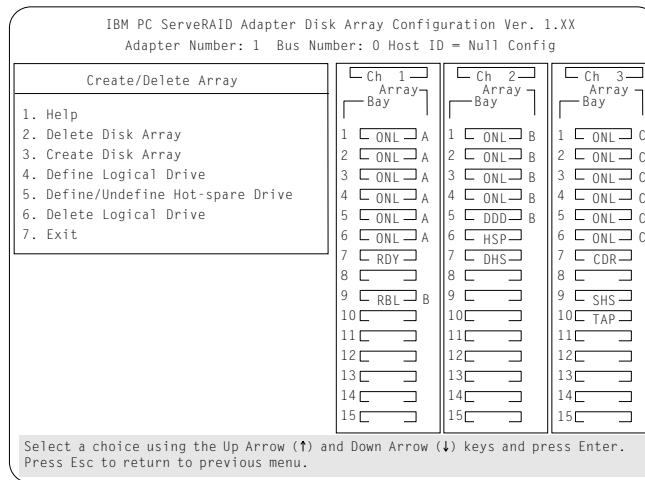 IBM PC ServeRAID Adapter Disk Array Configuration Ver. 1.XX
Adapter Number: 1 Bus Number: 0 Host ID = Null Config
Create/Delete Array
1. Help
2. Delete Disk Array
3. Create Disk Array
4. Define Logical Drive
5. Define/Undefine Hot-spare Drive
6. Delete Logical Drive
7. Exit
Ch 1
Array
Bay
1 ONL A
2 ONL A
3 ONL A
4 ONL A
5 ONL A
6 ONL A
7 RDY
8
9 RBL B
10
11
12
13
14
15
Ch 2
Array
Bay
1 ONL B
2 ONL B
3 ONL B
4 ONL B
5 DDD B
6 HSP
7 DHS
8
9
10
11
12
13
14
15
Ch 3
Array
Bay
1 ONL C
2 ONL C
3 ONL C
4 ONL C
5 ONL C
6 ONL C
7 CDR
8
9 SHS
10 TAP
11
12
13
14
15
Select a choice using the Up Arrow (↑) and Down Arrow (↓) keys and press Enter.
Press Esc to return to previous menu.